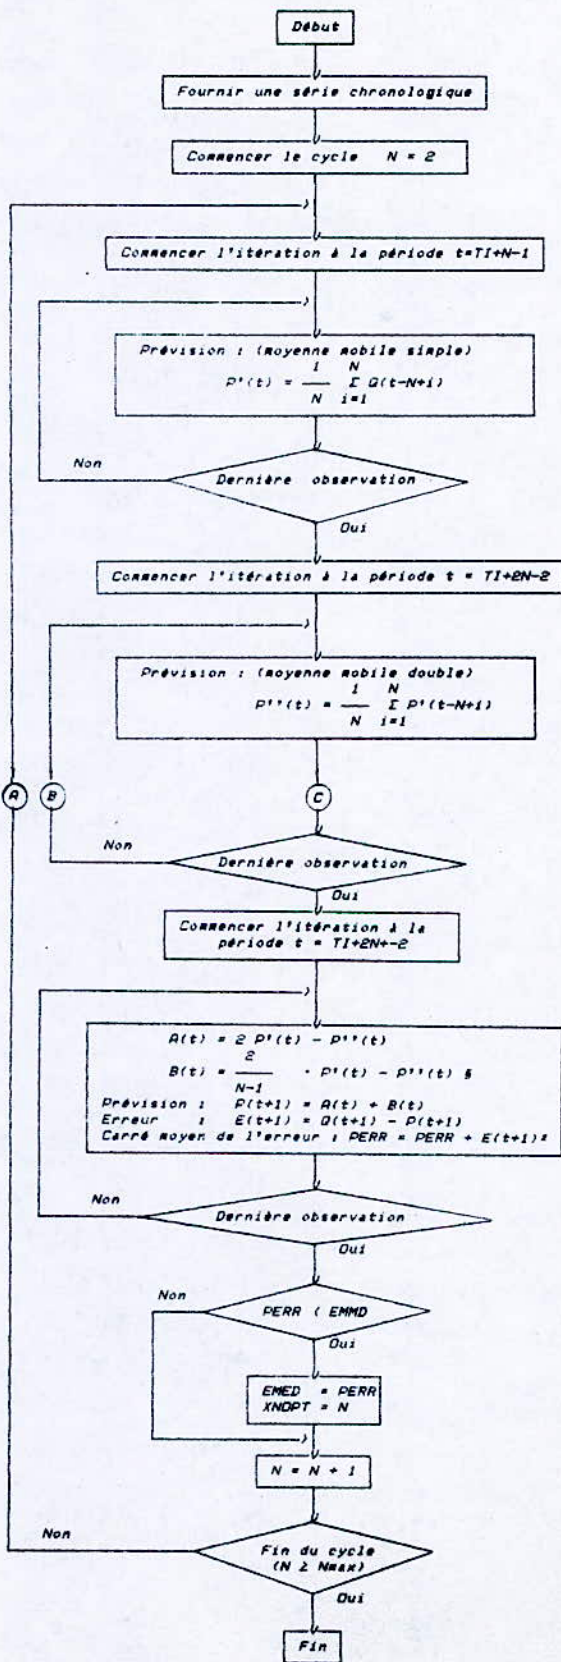 Début
Fournir une série chronologique
Commencer le cycle N = 2
Commencer l'itération à la période t=TI+N-1
Prévision : (moyenne mobile simple)
1 N
P'(t) = ─── Σ Q(t-N+i)
N i=1
Non
Dernière observation
Oui
Commencer l'itération à la période t = TI+2N-2
Prévision : (moyenne mobile double)
1 N
P''(t) = ─── Σ P'(t-N+i)
N i=1
A B C
Non
Dernière observation
Oui
Commencer l'itération à la
période t = TI+2N+-2
A(t) = 2 P'(t) - P''(t)
2
B(t) = ─── · P'(t) - P''(t) §
N-1
Prévision : P(t+1) = A(t) + B(t)
Erreur : E(t+1) = Q(t+1) - P(t+1)
Carré moyen de l'erreur : PERR = PERR + E(t+1)²
Non
Dernière observation
Oui
Non
PERR ( EMMD
Oui
EMED = PERR
XNOPT = N
N = N + 1
Non
Fin du cycle
(N ≥ Nmax)
Oui
Fin